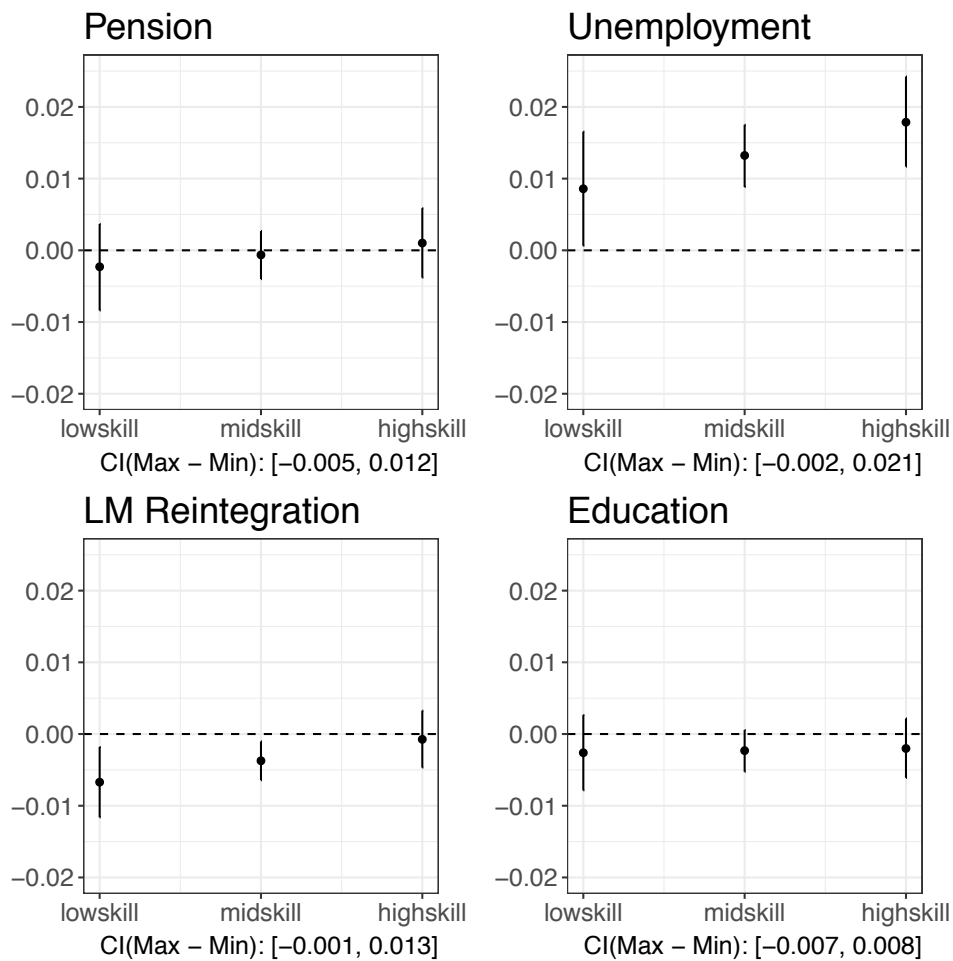 Pension
0.02
0.01
0.00
−0.01
−0.02
lowskill midskill highskill
CI(Max − Min): [−0.005, 0.012]
Unemployment
0.02
0.01
0.00
−0.01
−0.02
lowskill midskill highskill
CI(Max − Min): [−0.002, 0.021]
LM Reintegration
0.02
0.01
0.00
−0.01
−0.02
lowskill midskill highskill
CI(Max − Min): [−0.001, 0.013]
Education
0.02
0.01
0.00
−0.01
−0.02
lowskill midskill highskill
CI(Max − Min): [−0.007, 0.008]